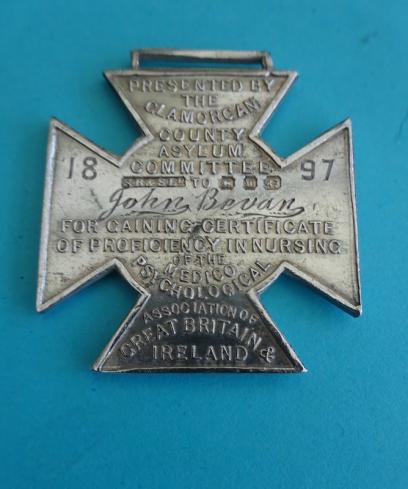 PRESENTED BY
THE
GLAMORGAN
COUNTY
ASYLUM
18 COMMITTEE 97
TO
John Bevan
FOR GAINING CERTIFICATE
OF PROFICIENCY IN NURSING
OF THE
MEDICO
PSYCHOLOGICAL
ASSOCIATION OF
GREAT BRITAIN &
IRELAND